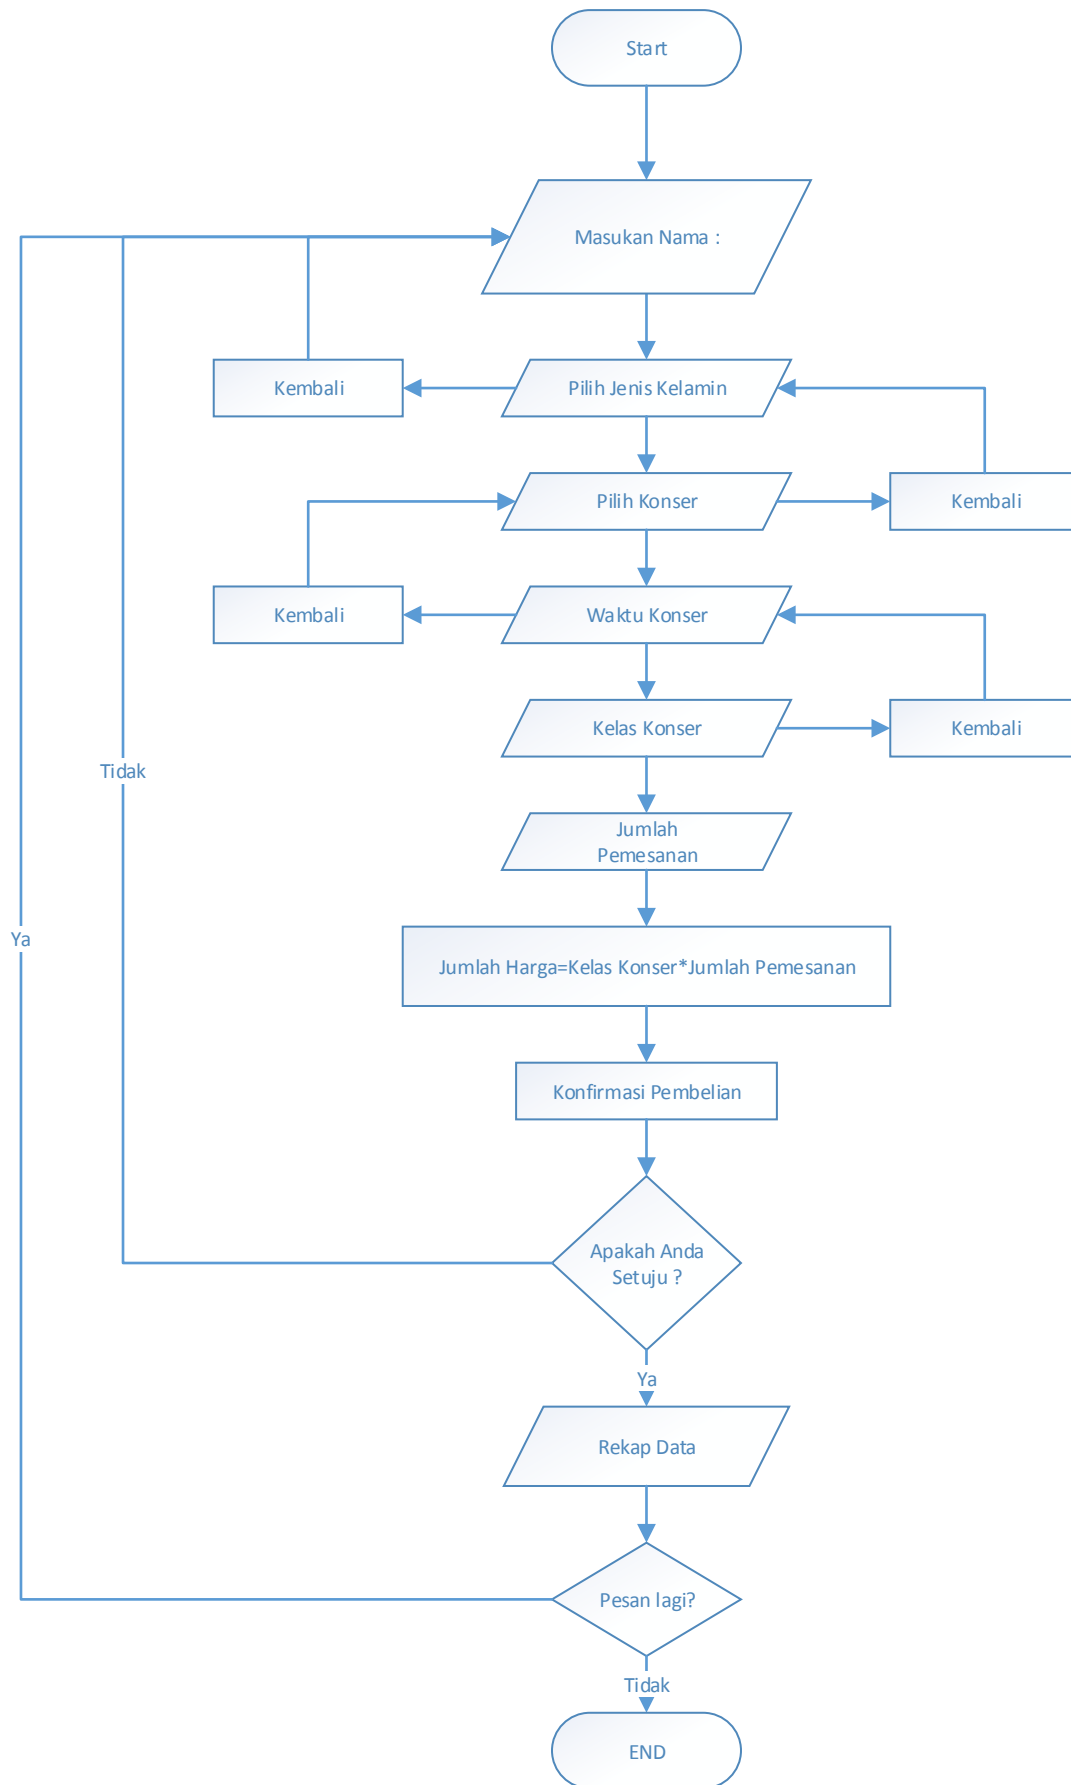 Start
Masukan Nama :
Kembali
Pilih Jenis Kelamin
Pilih Konser
Kembali
Kembali
Waktu Konser
Kelas Konser
Kembali
Tidak
Jumlah
Pemesanan
Ya
Jumlah Harga=Kelas Konser*Jumlah Pemesanan
Konfirmasi Pembelian
Apakah Anda
Setuju ?
Ya
Rekap Data
Pesan lagi?
Tidak
END